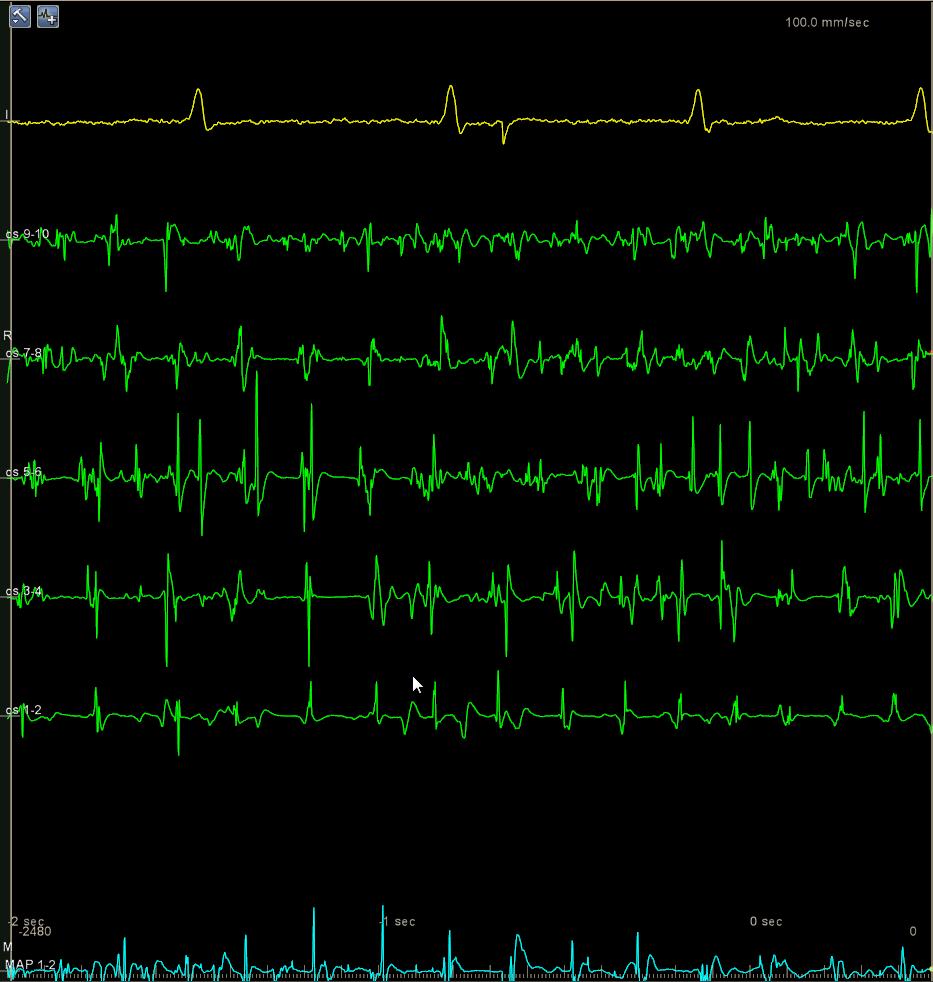 100.0 mm/sec
I
cs 9-10
R
cs 7-8
cs 5-6
cs 3-4
cs 1-2
-2 sec
-1 sec
0 sec
-2480
0
M
MAP 1-2